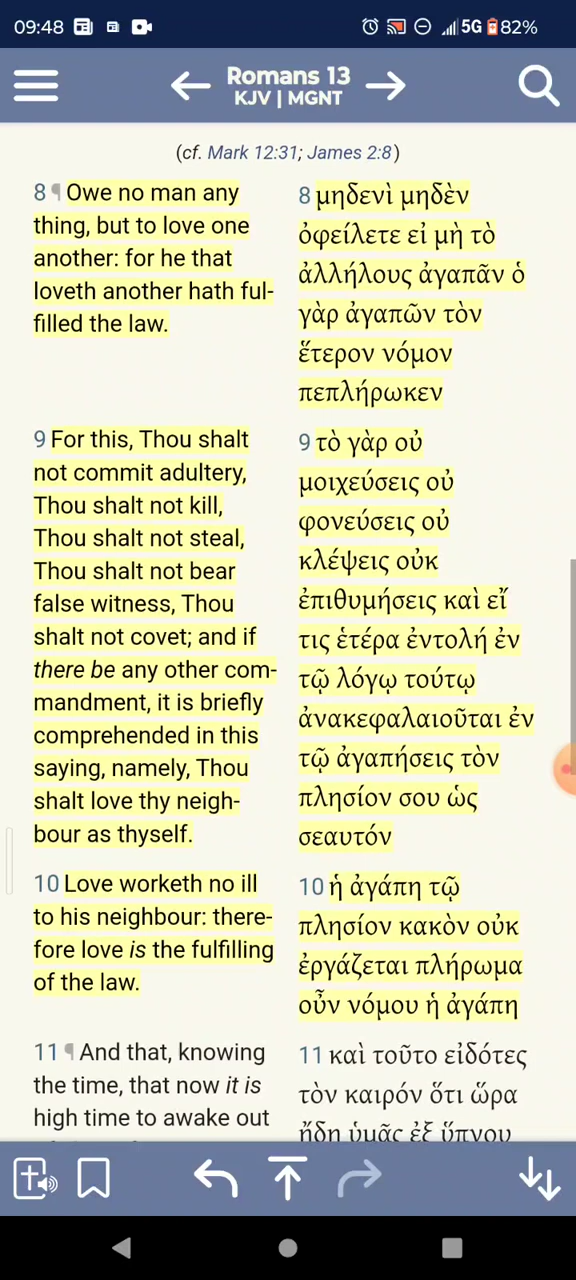 09:48 5G 82%
Romans 13
KJV | MGNT
(cf. Mark 12:31; James 2:8)
8 ¶ Owe no man any
thing, but to love one
another: for he that
loveth another hath ful-
filled the law.
8 μηδενὶ μηδὲν
ὀφείλετε εἰ μὴ τὸ
ἀλλήλους ἀγαπᾶν ὁ
γὰρ ἀγαπῶν τὸν
ἕτερον νόμον
πεπλήρωκεν
9 For this, Thou shalt
not commit adultery,
Thou shalt not kill,
Thou shalt not steal,
Thou shalt not bear
false witness, Thou
shalt not covet; and if
there be any other com-
mandment, it is briefly
comprehended in this
saying, namely, Thou
shalt love thy neigh-
bour as thyself.
9 τὸ γὰρ οὐ
μοιχεύσεις οὐ
φονεύσεις οὐ
κλέψεις οὐκ
ἐπιθυμήσεις καὶ εἴ
τις ἑτέρα ἐντολή ἐν
τῷ λόγῳ τούτῳ
ἀνακεφαλαιοῦται ἐν
τῷ ἀγαπήσεις τὸν
πλησίον σου ὡς
σεαυτόν
10 Love worketh no ill
to his neighbour: there-
fore love is the fulfilling
of the law.
10 ἡ ἀγάπη τῷ
πλησίον κακὸν οὐκ
ἐργάζεται πλήρωμα
οὖν νόμου ἡ ἀγάπη
11 ¶ And that, knowing
the time, that now it is
high time to awake out
11 καὶ τοῦτο εἰδότες
τὸν καιρόν ὅτι ὥρα
ἤδη ὑμᾶς ἐξ ὕπνου